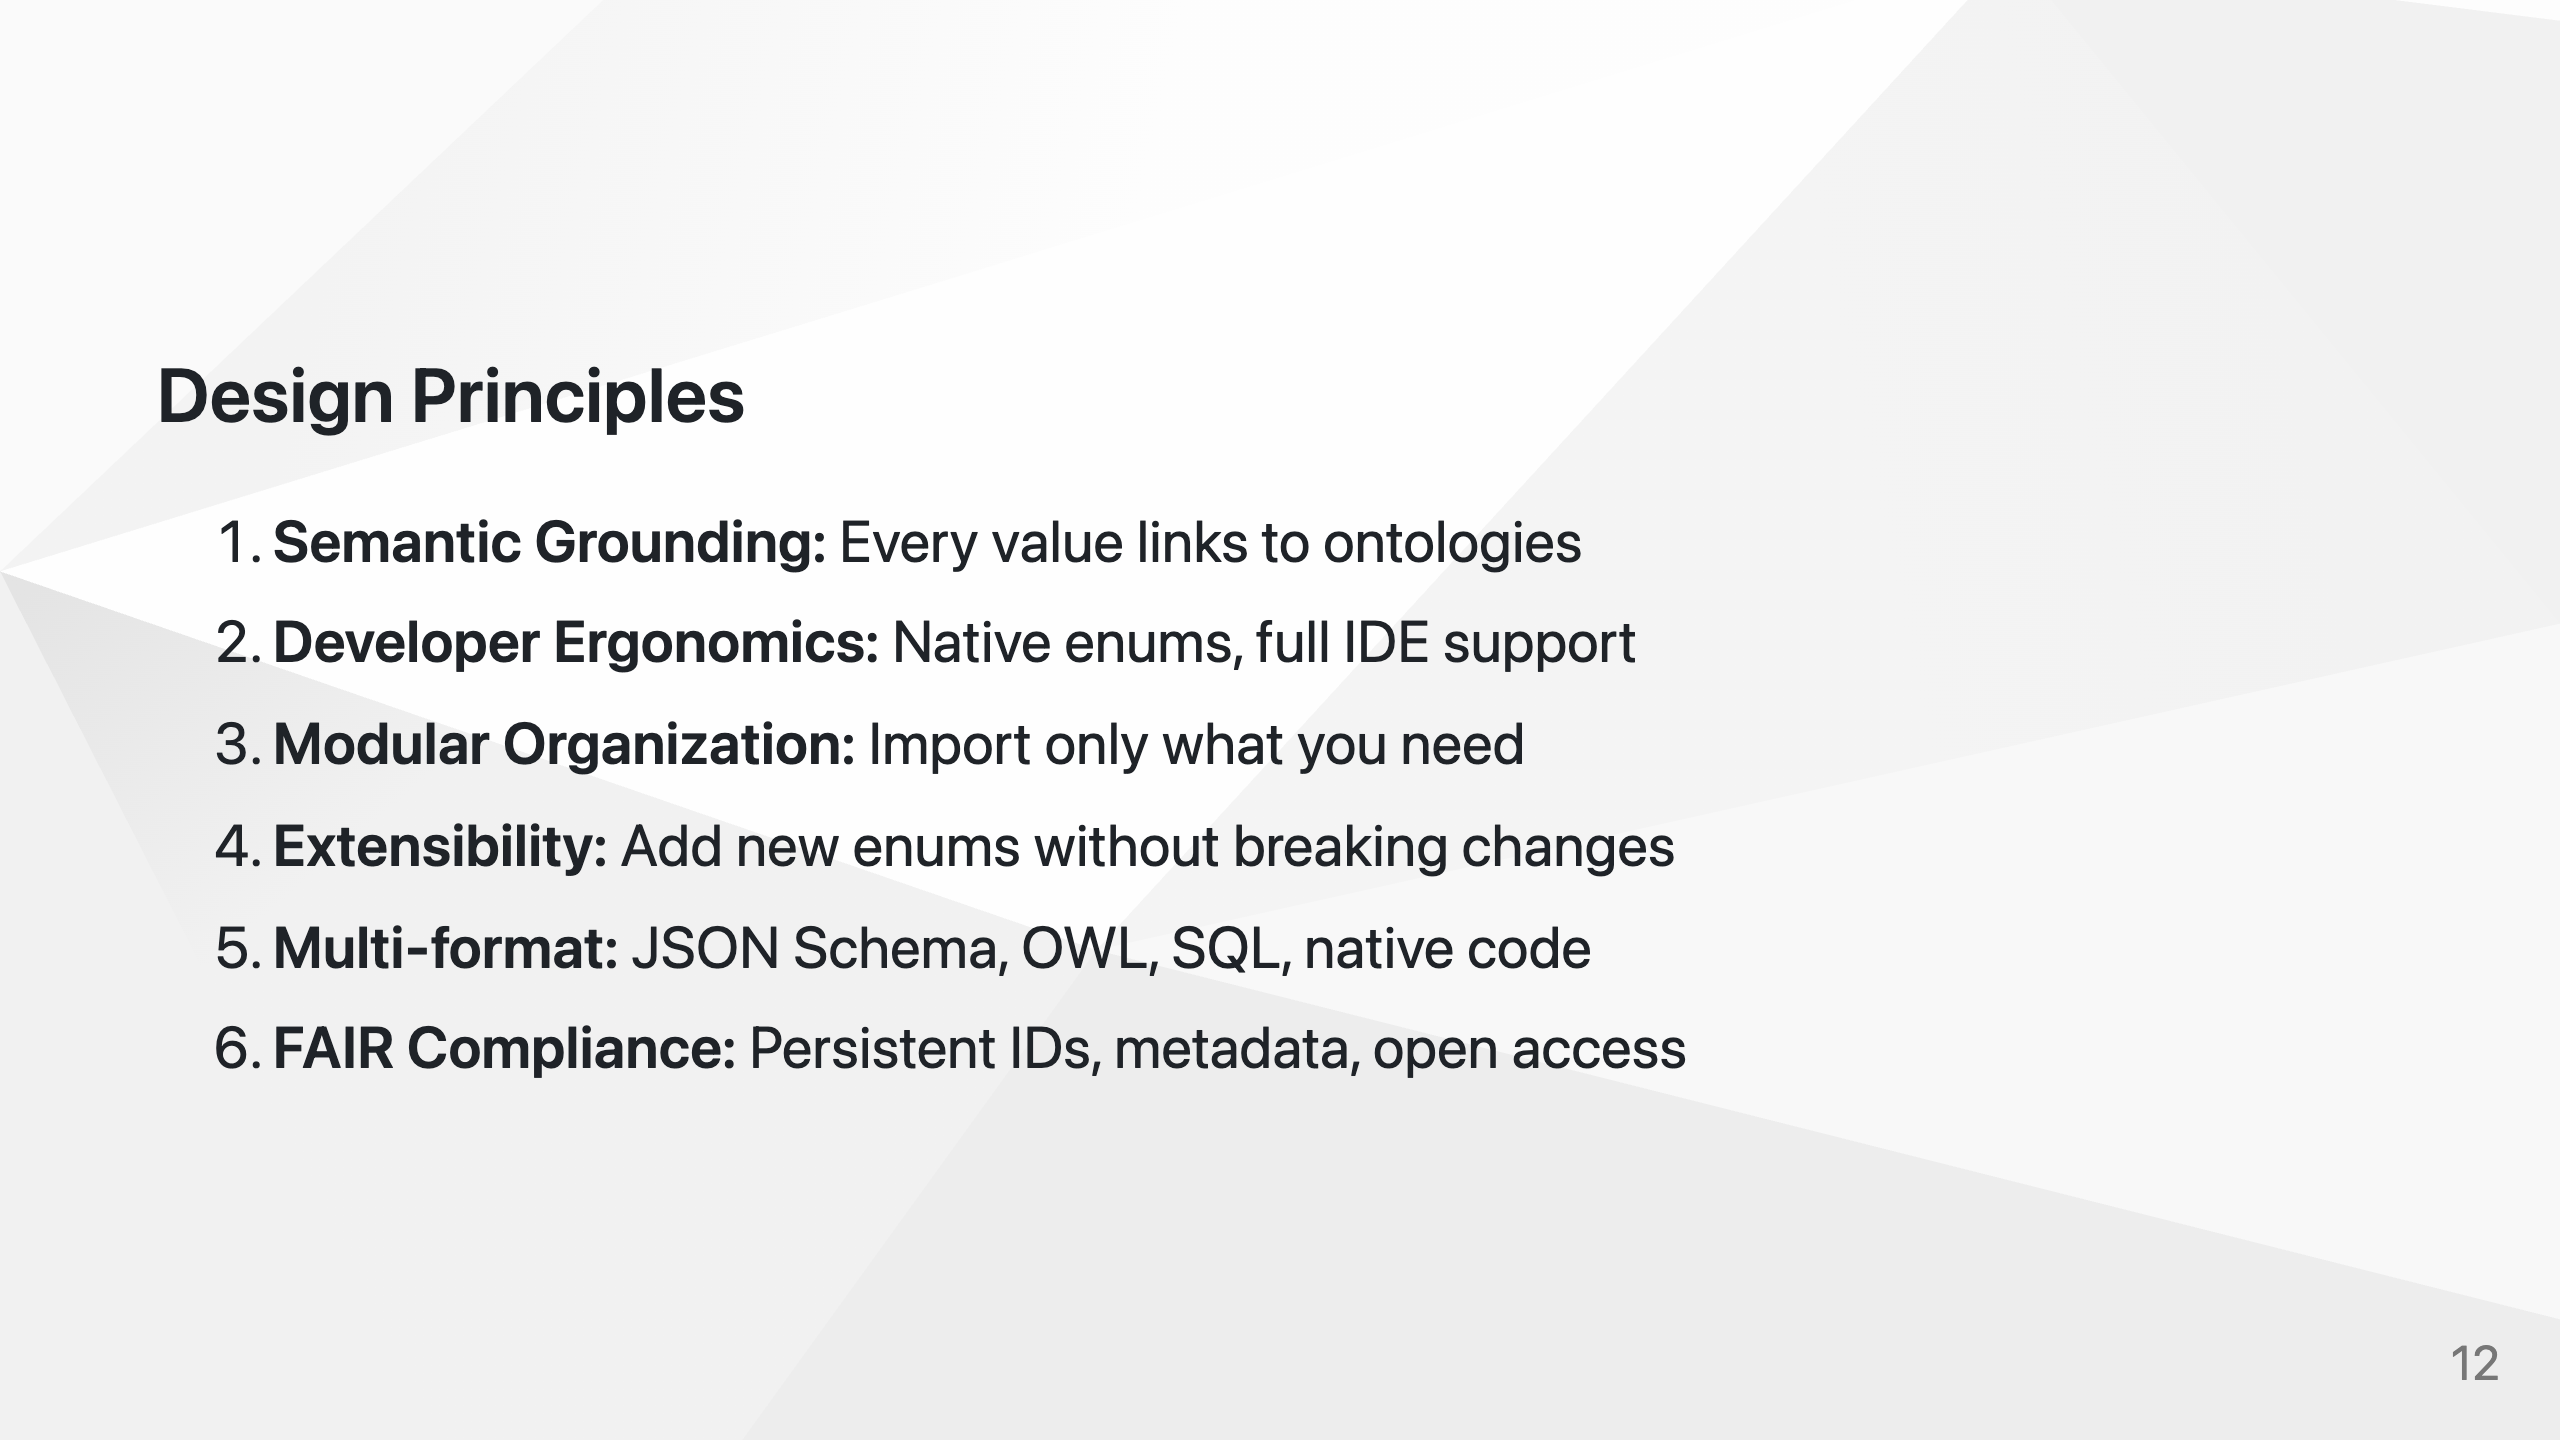 Design Principles
1. Semantic Grounding: Every value links to ontologies
2. Developer Ergonomics: Native enums, full IDE support
3. Modular Organization: Import only what you need
4. Extensibility: Add new enums without breaking changes
5. Multi-format: JSON Schema, OWL, SQL, native code
6. FAIR Compliance: Persistent IDs, metadata, open access
12